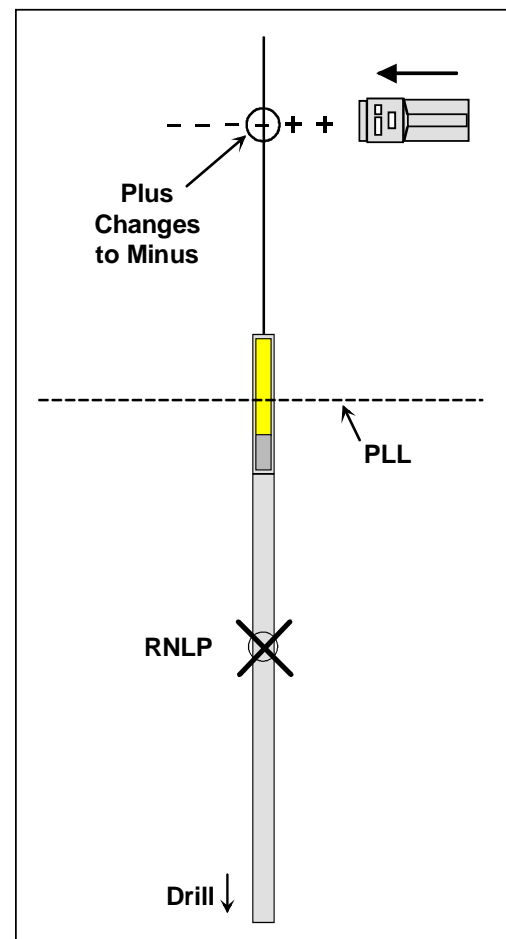 - - - - + +
Plus
Changes
to Minus
PLL
RNLP
Drill